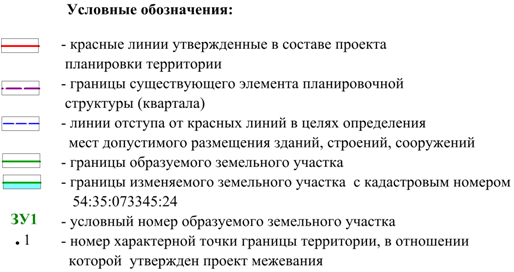 Условные обозначения:
- красные линии утвержденные в составе проекта
планировки территории
- границы существующего элемента планировочной
структуры (квартала)
- линии отступа от красных линий в целях определения
мест допустимого размещения зданий, строений, сооружений
- границы образуемого земельного участка
- границы изменяемого земельного участка с кадастровым номером
54:35:073345:24
ЗУ1 - условный номер образуемого земельного участка
1 - номер характерной точки границы территории, в отношении
которой утвержден проект межевания